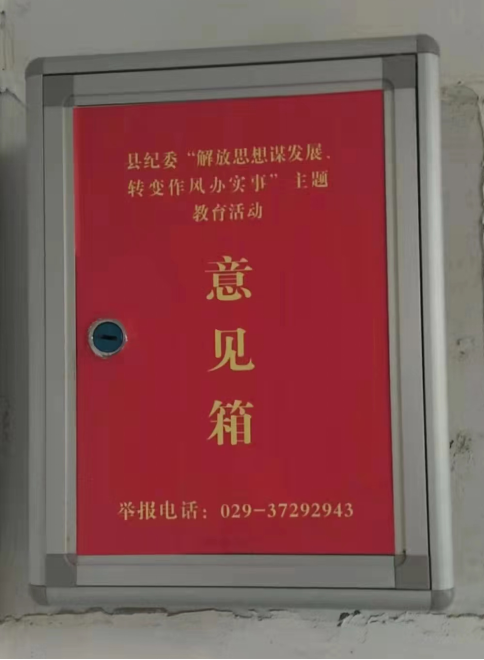 县纪委“解放思想谋发展、
转变作风办实事”主题
教育活动
意
见
箱
举报电话：029-37292943